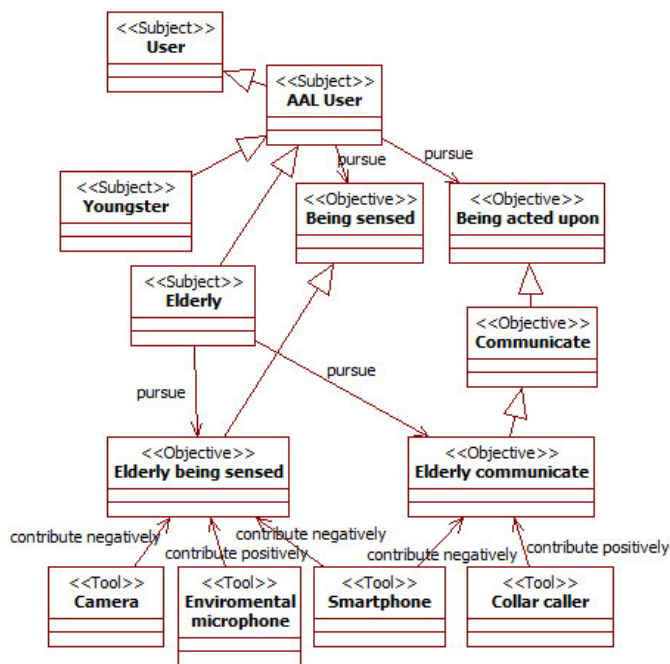 <<Subject>>
User
<<Subject>>
AAL User
pursue
pursue
<<Subject>>
Youngster
<<Objective>>
Being sensed
<<Objective>>
Being acted upon
<<Subject>>
Elderly
<<Objective>>
Communicate
pursue
pursue
<<Objective>>
Elderly being sensed
<<Objective>>
Elderly communicate
contribute negatively
contribute negatively
contribute positively
contribute negatively
contribute positively
<<Tool>>
Camera
<<Tool>>
Enviromental
microphone
<<Tool>>
Smartphone
<<Tool>>
Collar caller